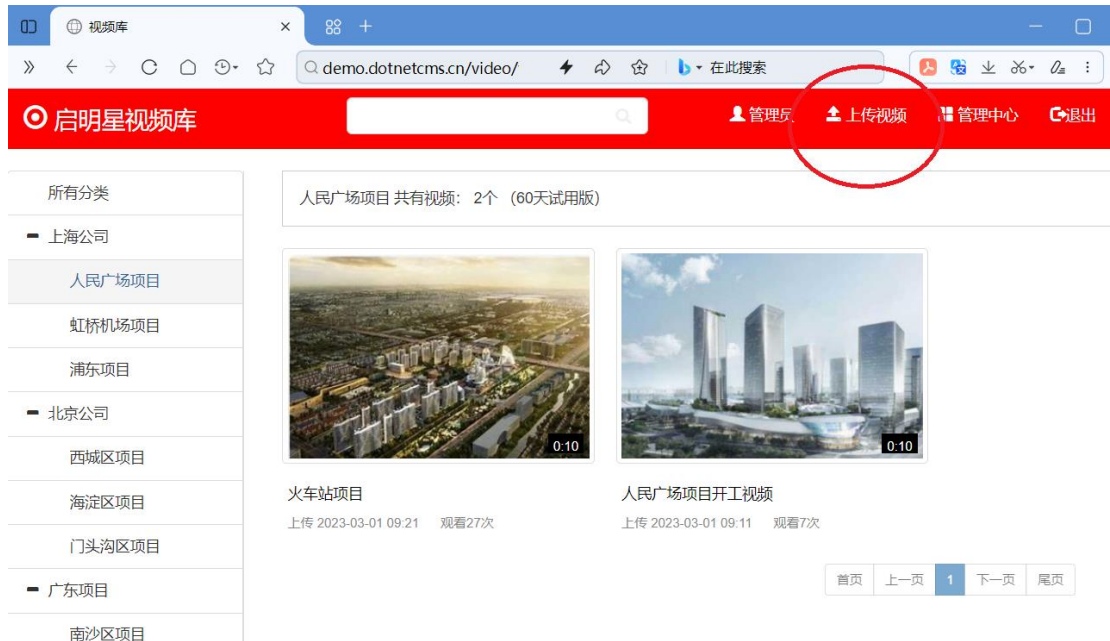 视频库
demo.dotnetcms.cn/video/
在此搜索
启明星视频库
管理员
上传视频
管理中心
退出
所有分类
上海公司
人民广场项目
虹桥机场项目
浦东项目
北京公司
西城区项目
海淀区项目
门头沟区项目
广东项目
南沙区项目
人民广场项目 共有视频: 2个 (60天试用版)
0:10
0:10
火车站项目
上传 2023-03-01 09:21 观看27次
人民广场项目开工视频
上传 2023-03-01 09:11 观看7次
首页 上一页 1 下一页 尾页